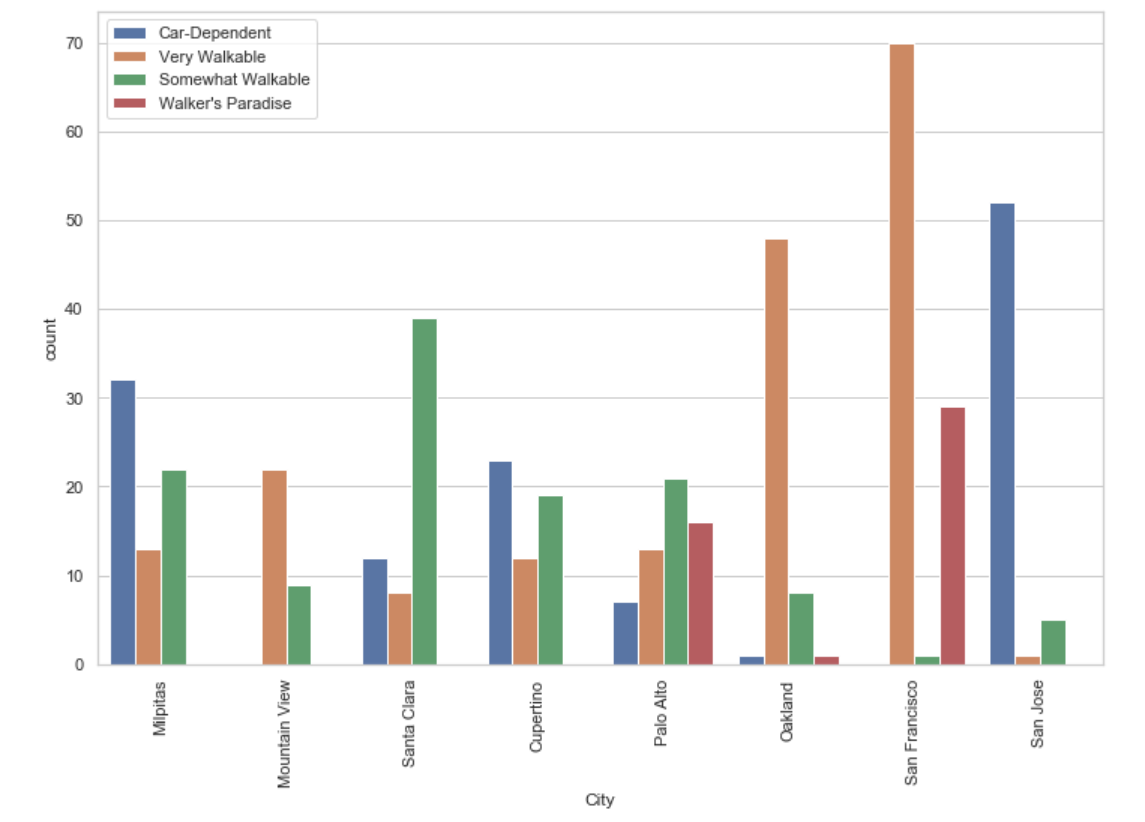 Car-Dependent
Very Walkable
Somewhat Walkable
Walker's Paradise
70
60
50
40
30
20
10
0
count
Milpitas
Mountain View
Santa Clara
Cupertino
Palo Alto
Oakland
San Francisco
San Jose
City